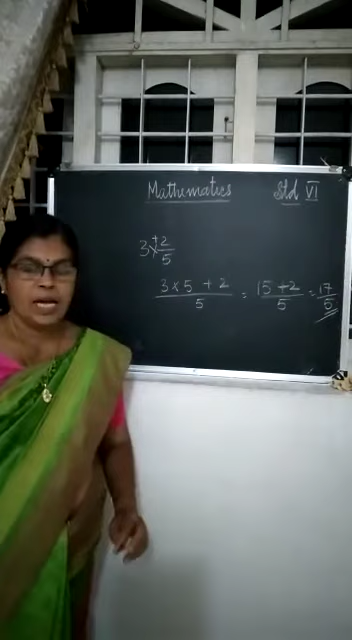 Mathematics Std VI
3 ×+ 2/5
3 × 5 + 2 / 5 = 15 + 2 / 5 = 17/5